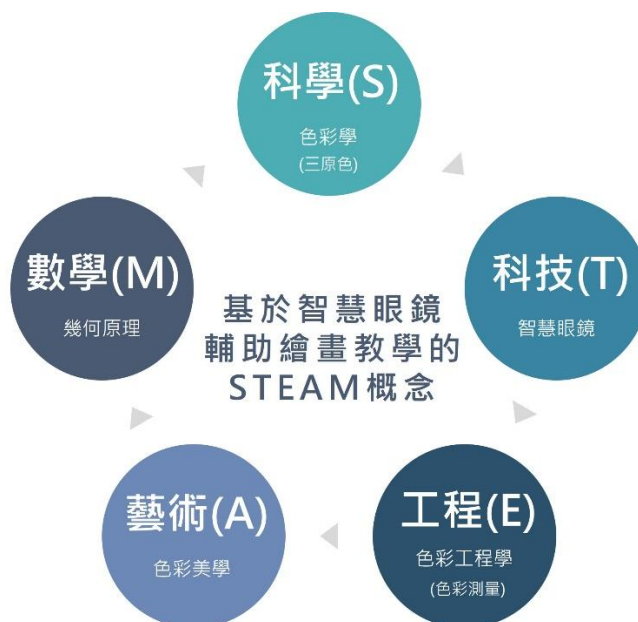 科學(S)
色彩學
(三原色)
科技(T)
智慧眼鏡
工程(E)
色彩工程學
(色彩測量)
藝術(A)
色彩美學
數學(M)
幾何原理
基於智慧眼鏡
輔助繪畫教學的
STEAM概念